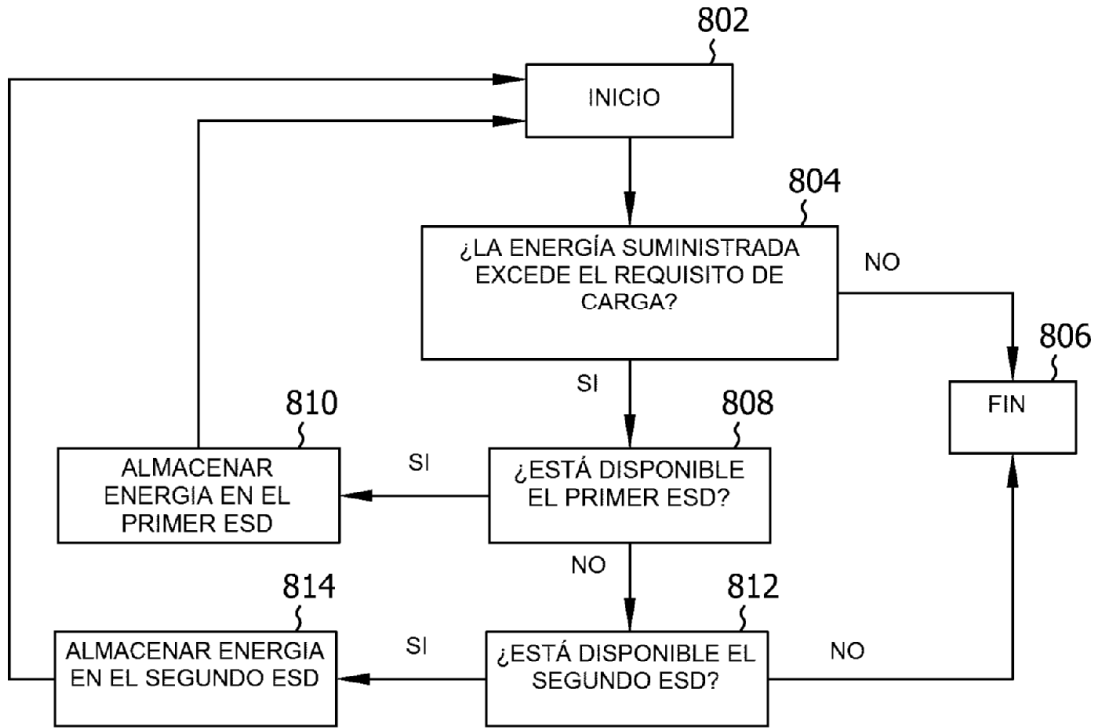 802
INICIO
804
¿LA ENERGÍA SUMINISTRADA
EXCEDE EL REQUISITO DE
CARGA?
NO
806
FIN
SI
810
808
ALMACENAR
ENERGIA EN EL
PRIMER ESD
SI
¿ESTÁ DISPONIBLE
EL PRIMER ESD?
NO
814
812
ALMACENAR ENERGIA
EN EL SEGUNDO ESD
SI
¿ESTÁ DISPONIBLE EL
SEGUNDO ESD?
NO